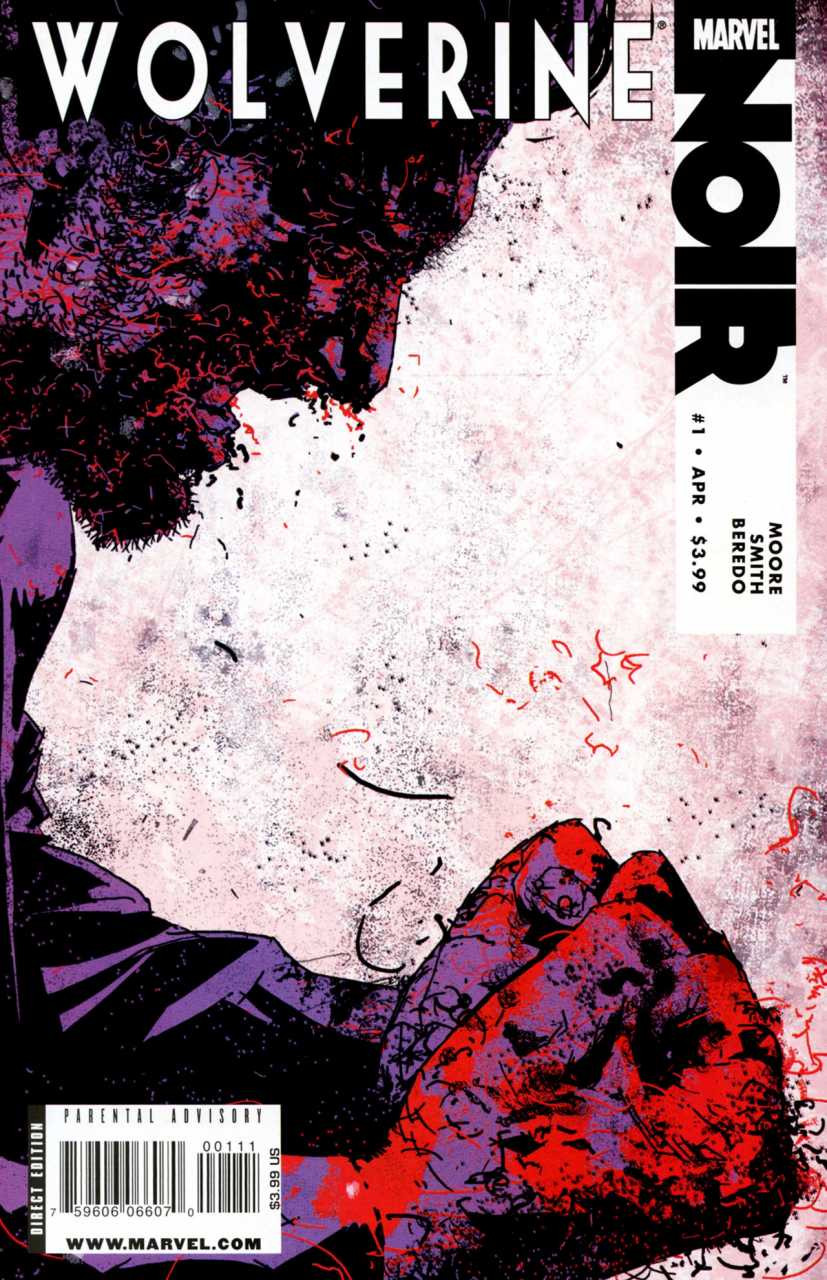 WOLVERINE®
MARVEL
NOIR™
#1 • APR • $3.99
MOORE
SMITH
BEREDO
PARENTAL ADVISORY
DIRECT EDITION
00111
7 59606 06607 0
$3.99 US
WWW.MARVEL.COM